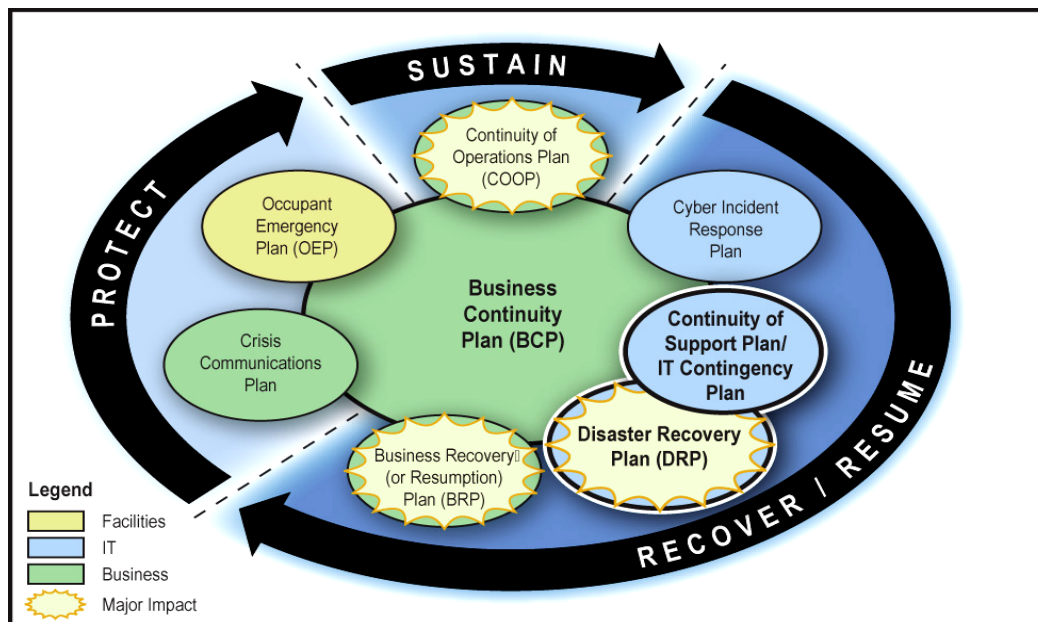 SUSTAIN
PROTECT
RECOVER / RESUME
Continuity of
Operations Plan
(COOP)
Occupant
Emergency
Plan (OEP)
Cyber Incident
Response
Plan
Business
Continuity
Plan (BCP)
Crisis
Communications
Plan
Continuity of
Support Plan/
IT Contingency
Plan
Disaster Recovery
Plan (DRP)
Business Recovery▯
(or Resumption)
Plan (BRP)
Legend
Facilities
IT
Business
Major Impact